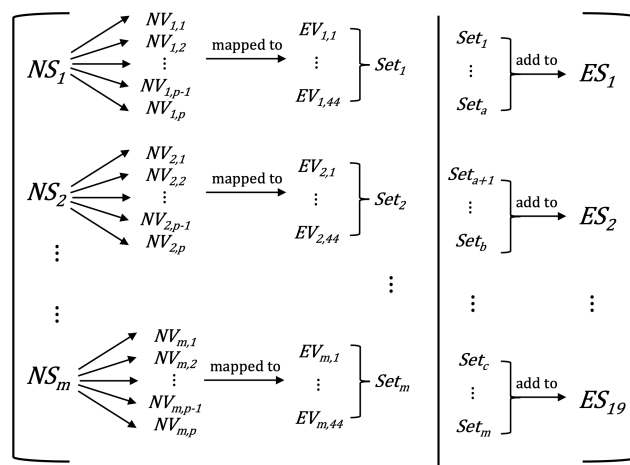 NS₁
NV₁,₁
NV₁,₂
⋮
NV₁,ₚ₋₁
NV₁,ₚ
mapped to
EV₁,₁
⋮
EV₁,₄₄
Set₁
Set₁
⋮
Setₐ
add to
ES₁
NS₂
NV₂,₁
NV₂,₂
⋮
NV₂,ₚ₋₁
NV₂,ₚ
mapped to
EV₂,₁
⋮
EV₂,₄₄
Set₂
Setₐ₊₁
⋮
Set_b
add to
ES₂
⋮
⋮
⋮
⋮
⋮
NSₘ
NVₘ,₁
NVₘ,₂
⋮
NVₘ,ₚ₋₁
NVₘ,ₚ
mapped to
EVₘ,₁
⋮
EVₘ,₄₄
Setₘ
Set_c
⋮
Setₘ
add to
ES₁₉